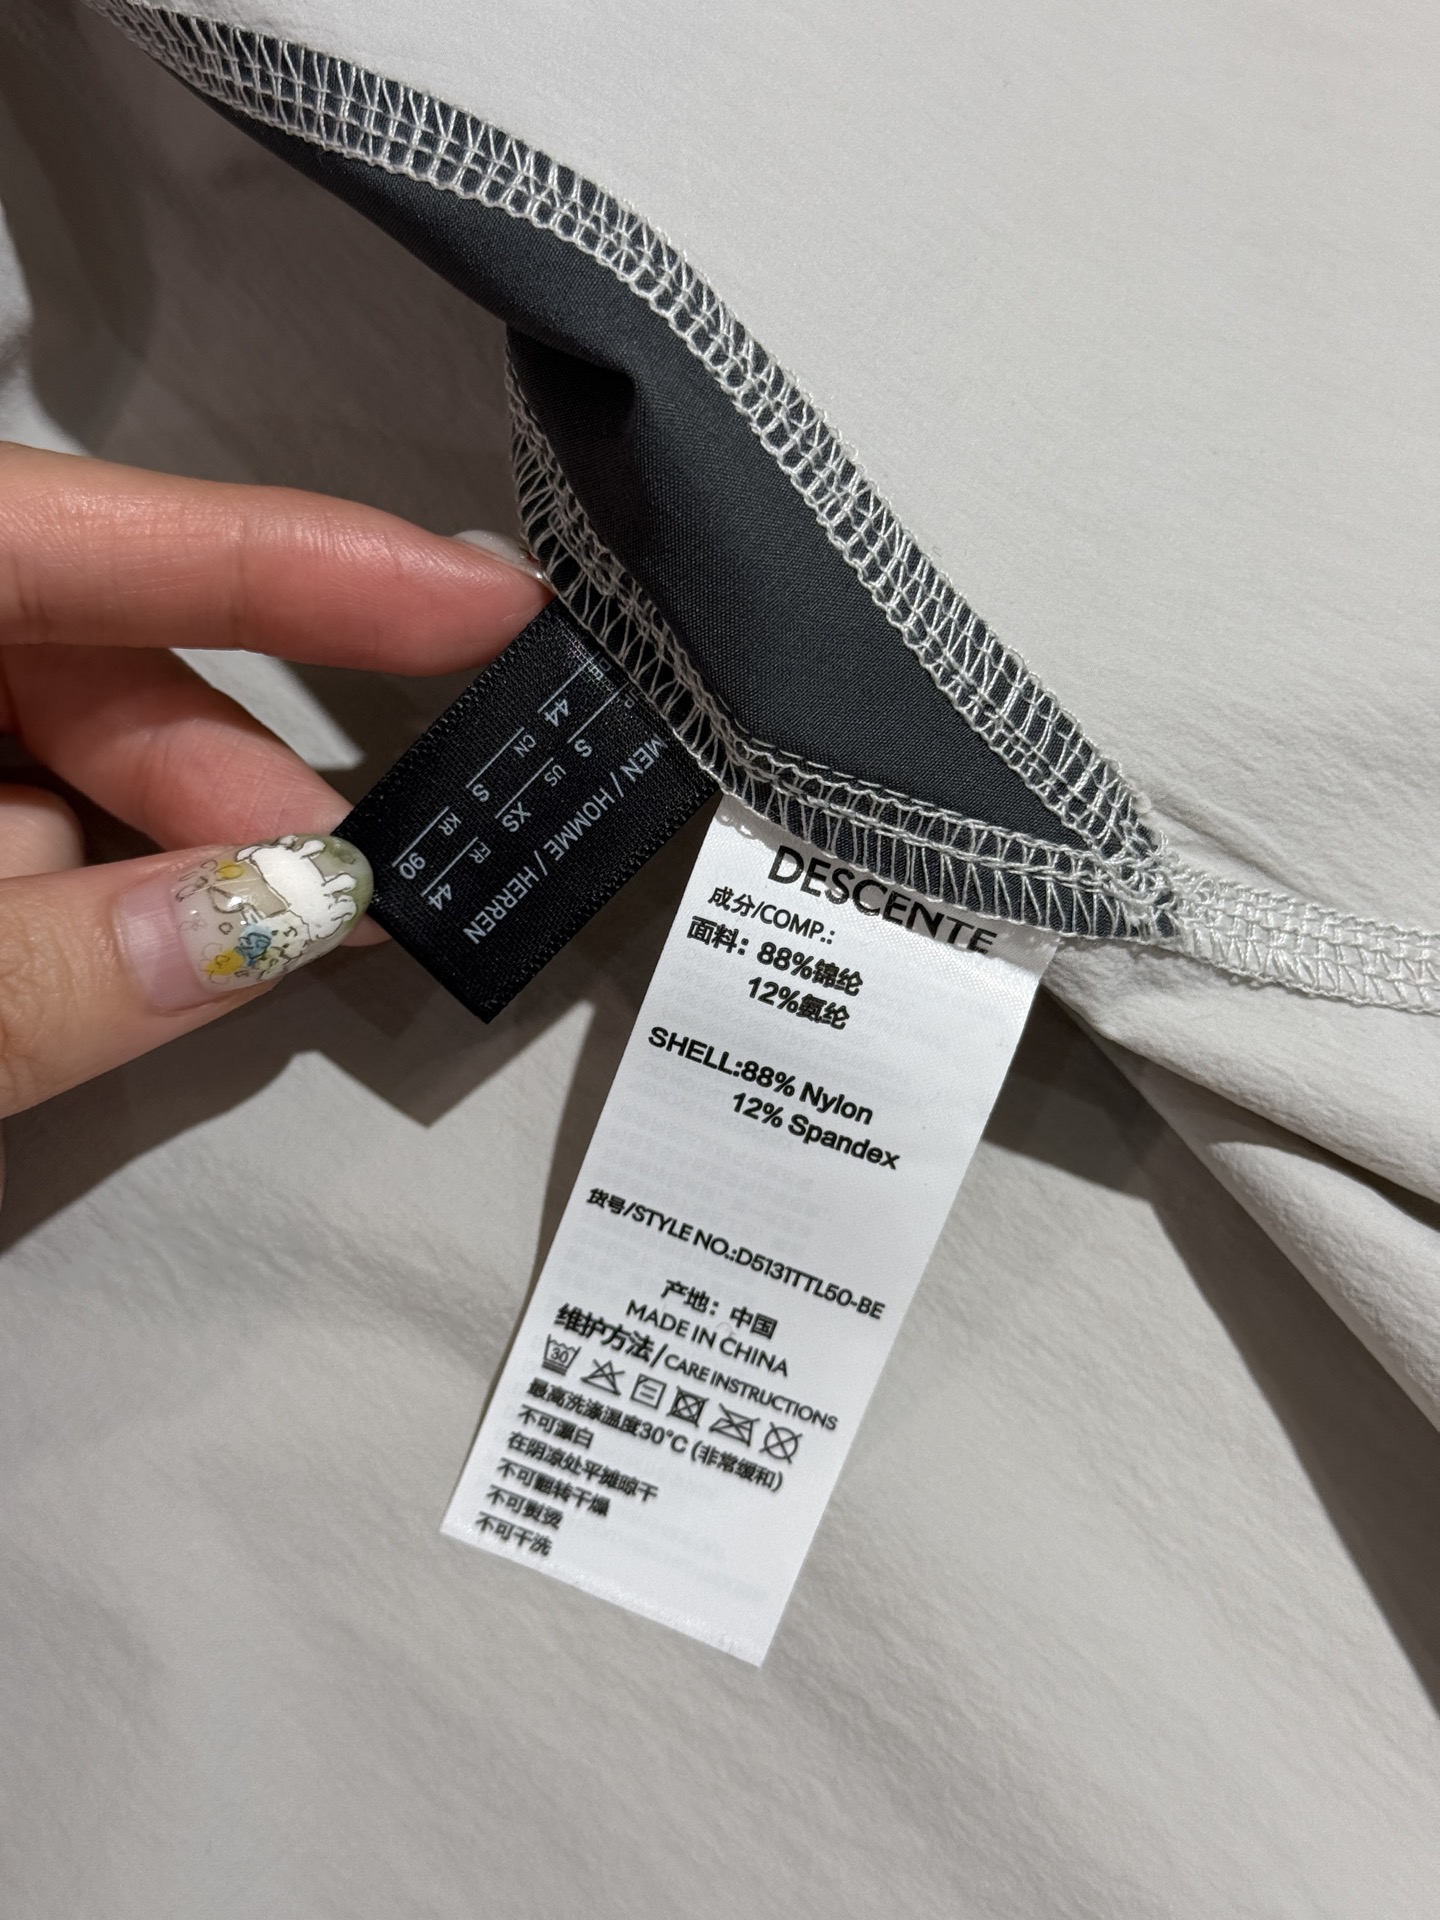 MEN / HOMME / HERREN
S
US
XS
FR
44
44
CN
S
KR
90
DESCENTE
成分/COMP.:
面料: 88%锦纶
12%氨纶
SHELL:88% Nylon
12% Spandex
货号/STYLE NO.:D5131TTL50-BE
产地: 中国
MADE IN CHINA
维护方法/CARE INSTRUCTIONS
30
最高洗涤温度30°C (非常缓和)
不可漂白
在阴凉处平摊晾干
不可翻转干燥
不可熨烫
不可干洗